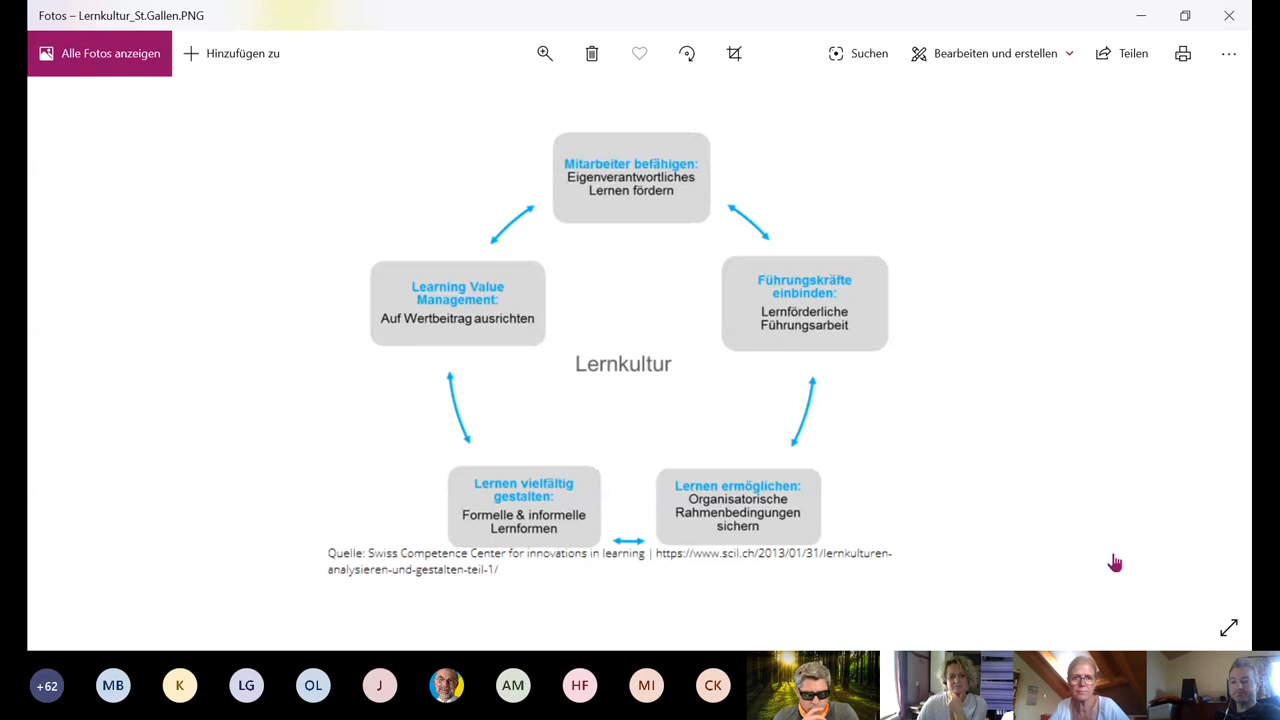 Fotos – Lernkultur_St.Gallen.PNG
Alle Fotos anzeigen
Hinzufügen zu
Suchen
Bearbeiten und erstellen
Teilen
Mitarbeiter befähigen:
Eigenverantwortliches
Lernen fördern
Learning Value
Management:
Auf Wertbeitrag ausrichten
Führungskräfte
einbinden:
Lernförderliche
Führungsarbeit
Lernkultur
Lernen vielfältig
gestalten:
Formelle & informelle
Lernformen
Lernen ermöglichen:
Organisatorische
Rahmenbedingungen
sichern
Quelle: Swiss Competence Center for innovations in learning | https://www.scil.ch/2013/01/31/lernkulturen-
analysieren-und-gestalten-teil-1/
+62
MB
K
LG
OL
J
AM
HF
MI
CK